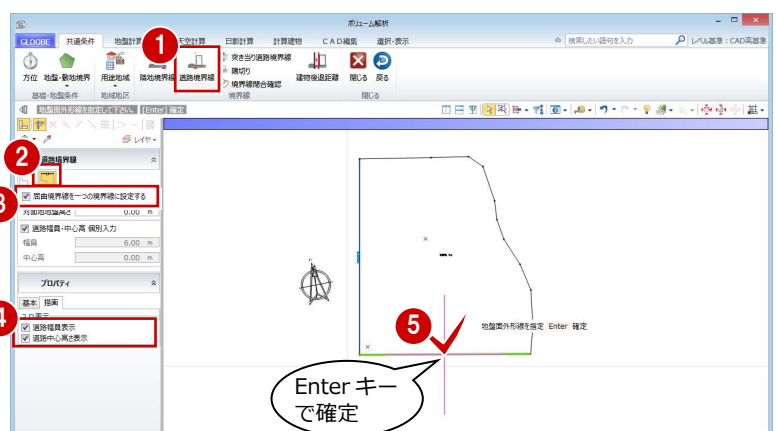 ボリューム解析
GLOOBE 共通条件 地盤計 天空計算 日影計算 計算建物 CAD編集 選択・表示 検索したい語句を入力 レベル基準：CAD高基準
1
方位 地盤・敷地境界 用途地域 隣地境界線 道路境界線 突き当り道路境界線 建物後退距離 閉じる 戻る
隅切り
境界線閉合確認
基礎・地盤条件 地域地区 境界線 閉じる
地盤面外形線を指定して下さい。 [Enter] 確定
レイヤ
2
道路境界線
3
屈曲境界線を一つの境界線に設定する
対面地地盤高さ 0.00 m
道路幅員・中心高 個別入力
幅員 6.00 m
中心高 0.00 m
プロパティ
基本 描画
2D表示
4
道路幅員表示
道路中心高さ表示
5
地盤面外形線を指定 Enter 確定
Enter キー
で確定